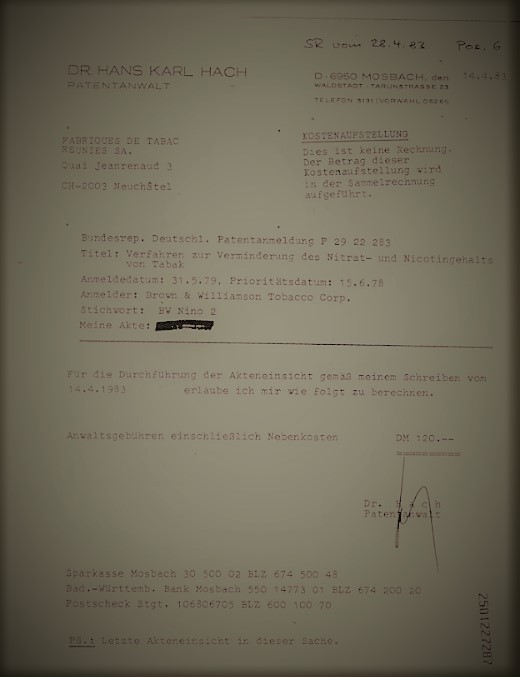 SR vom 28.4.83 Pos. 6
DR. HANS KARL HACH
PATENTANWALT
D-6950 MOSBACH, den 14.4.83
WALDSTADT · TARUNSTRASSE 23
TELEFON 3131 (VORWAHL 06261)
FABRIQUES DE TABAC
REUNIES SA.
Quai Jeanrenaud 3
CH-2003 Neuchâtel
KOSTENAUFSTELLUNG
Dies ist keine Rechnung.
Der Betrag dieser
Kostenaufstellung wird
in der Sammelrechnung
aufgeführt.
Bundesrep. Deutschl. Patentanmeldung P 29 22 283
Titel: Verfahren zur Verminderung des Nitrat- und Nicotingehalts
von Tabak
Anmeldedatum: 31.5.79, Prioritätsdatum: 15.6.78
Anmelder: Brown & Williamson Tobacco Corp.
Stichwort: BW Nino 2
Meine Akte:
Für die Durchführung der Akteneinsicht gemäß meinem Schreiben vom
14.4.1983 erlaube ich mir wie folgt zu berechnen.
Anwaltsgebühren einschließlich Nebenkosten DM 120.--
Dr. H a c h
Patentanwalt
Sparkasse Mosbach 30 500 02 BLZ 674 500 48
Bad.-Württemb. Bank Mosbach 550 14773 01 BLZ 674 200 20
Postscheck Stgt. 106806705 BLZ 600 100 70
PS.: Letzte Akteneinsicht in dieser Sache.